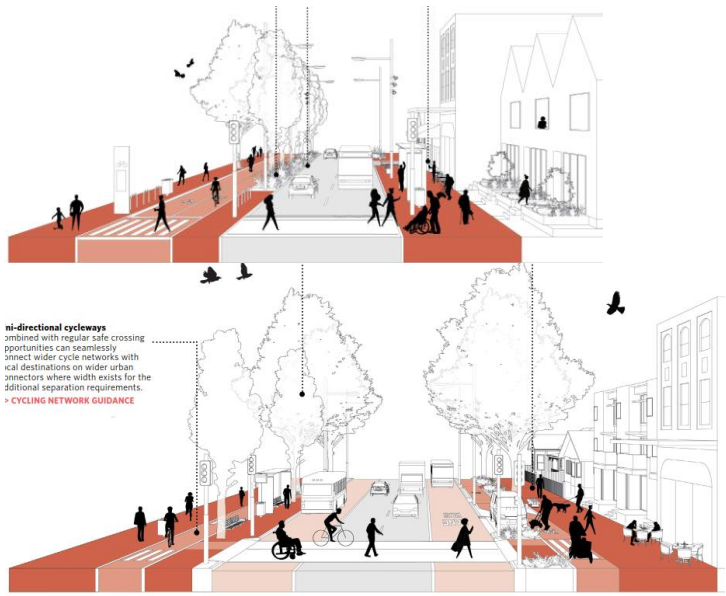 ni-directional cycleways
ombined with regular safe crossing
pportunities can seamlessly
onnect wider cycle networks with
cal destinations on wider urban
onnectors where width exists for the
dditional separation requirements.
> CYCLING NETWORK GUIDANCE